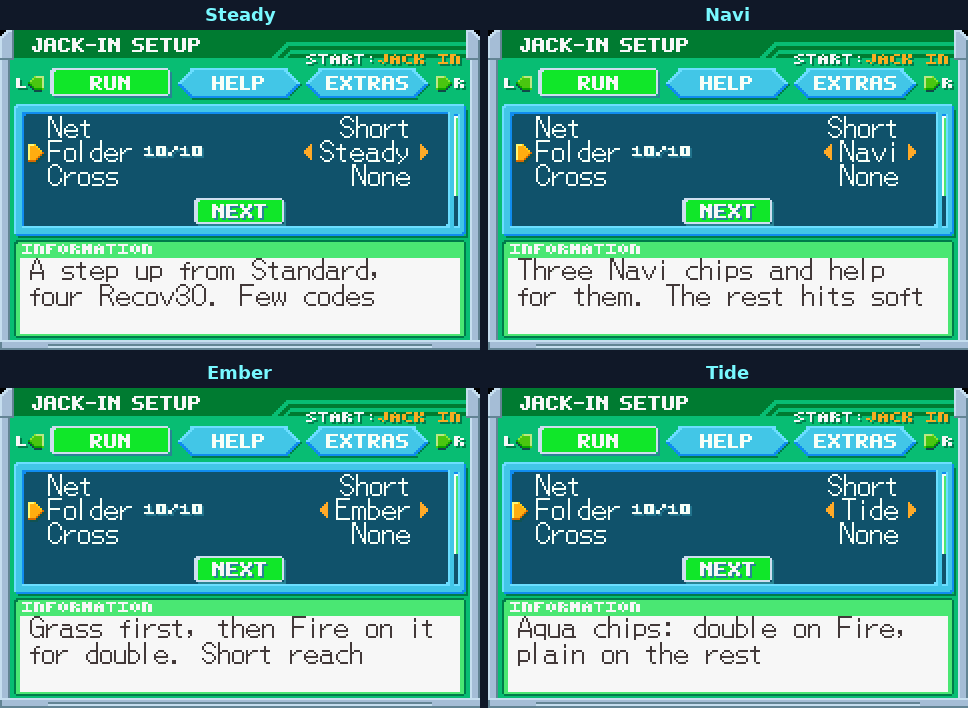 Steady
JACK-IN SETUP
START:JACK IN
L RUN HELP EXTRAS R
Net Short
Folder 10/10 Steady
Cross None
NEXT
INFORMATION
A step up from Standard,
four Recov30. Few codes
Navi
JACK-IN SETUP
START:JACK IN
L RUN HELP EXTRAS R
Net Short
Folder 10/10 Navi
Cross None
NEXT
INFORMATION
Three Navi chips and help
for them. The rest hits soft
Ember
JACK-IN SETUP
START:JACK IN
L RUN HELP EXTRAS R
Net Short
Folder 10/10 Ember
Cross None
NEXT
INFORMATION
Grass first, then Fire on it
for double. Short reach
Tide
JACK-IN SETUP
START:JACK IN
L RUN HELP EXTRAS R
Net Short
Folder 10/10 Tide
Cross None
NEXT
INFORMATION
Aqua chips: double on Fire,
plain on the rest